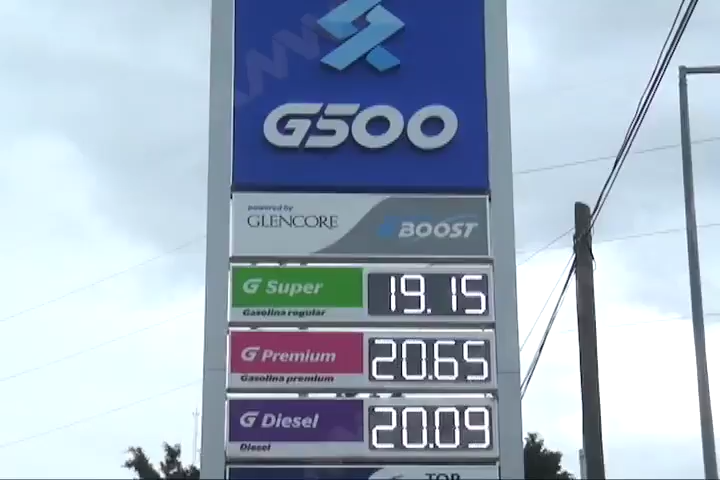 G500
powered by
GLENCORE
BOOST
G Super 19.15
Gasolina regular
G Premium 20.65
Gasolina premium
G Diesel 20.09
Diesel
TOP